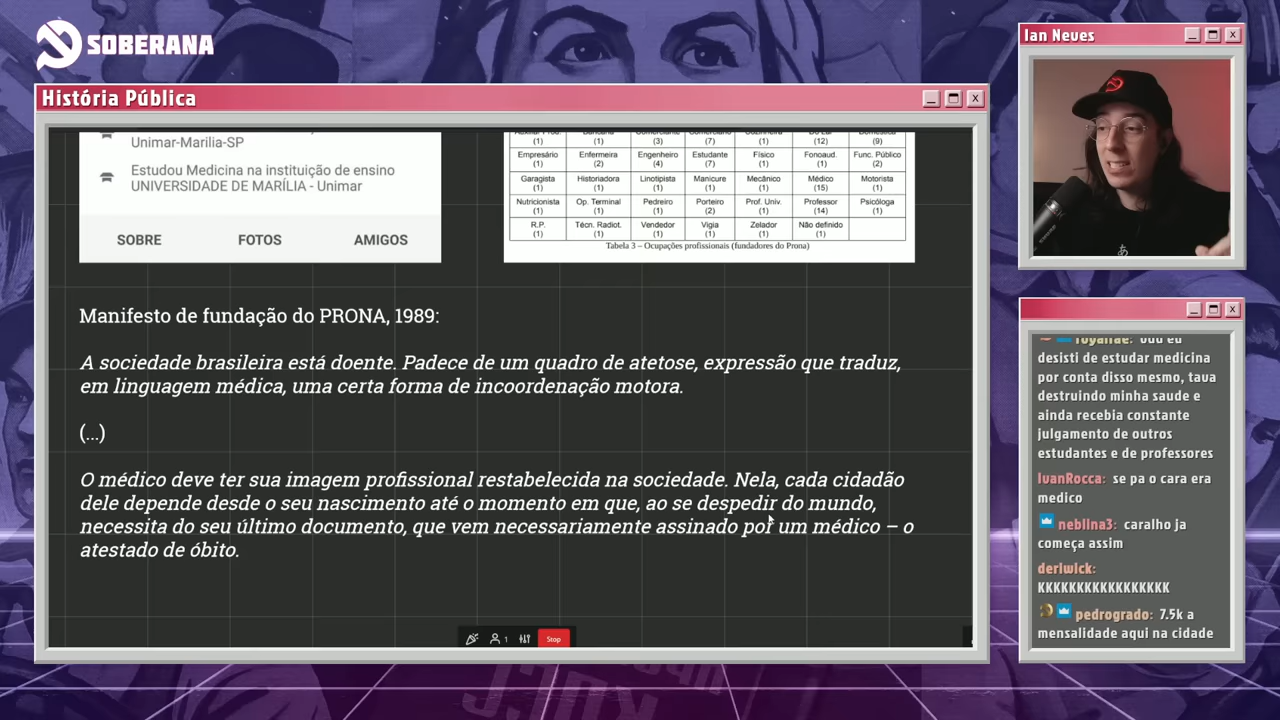 SOBERANA
História Pública
Unimar-Marilia-SP
Estudou Medicina na instituição de ensino
UNIVERSIDADE DE MARÍLIA - Unimar
SOBRE FOTOS AMIGOS
(1) (1) (3) (7) (1) (12) (9)
Empresário Enfermeira Engenheiro Estudante Físico Fonoaud. Func. Público
(1) (2) (4) (7) (1) (1) (2)
Garagista Historiadora Linotipista Manicure Mecânico Médico Motorista
(1) (1) (1) (1) (1) (15) (1)
Nutricionista Op. Terminal Pedreiro Porteiro Prof. Univ. Professor Psicóloga
(1) (1) (1) (2) (1) (14) (1)
R.P. Técn. Radiot. Vendedor Vigia Zelador Não definido
(1) (1) (1) (1) (1) (1)
Tabela 3 – Ocupações profissionais (fundadores do Prona)
Manifesto de fundação do PRONA, 1989:
A sociedade brasileira está doente. Padece de um quadro de atetose, expressão que traduz,
em linguagem médica, uma certa forma de incoordenação motora.
(...)
O médico deve ter sua imagem profissional restabelecida na sociedade. Nela, cada cidadão
dele depende desde o seu nascimento até o momento em que, ao se despedir do mundo,
necessita do seu último documento, que vem necessariamente assinado por um médico – o
atestado de óbito.
1 Stop
Ian Neves
desisti de estudar medicina
por conta disso mesmo, tava
destruindo minha saude e
ainda recebia constante
julgamento de outros
estudantes e de professores
IvanRocca: se pa o cara era
medico
neblina3: caralho ja
começa assim
deriwick:
KKKKKKKKKKKKKKKKK
pedrogrado: 7.5k a
mensalidade aqui na cidade